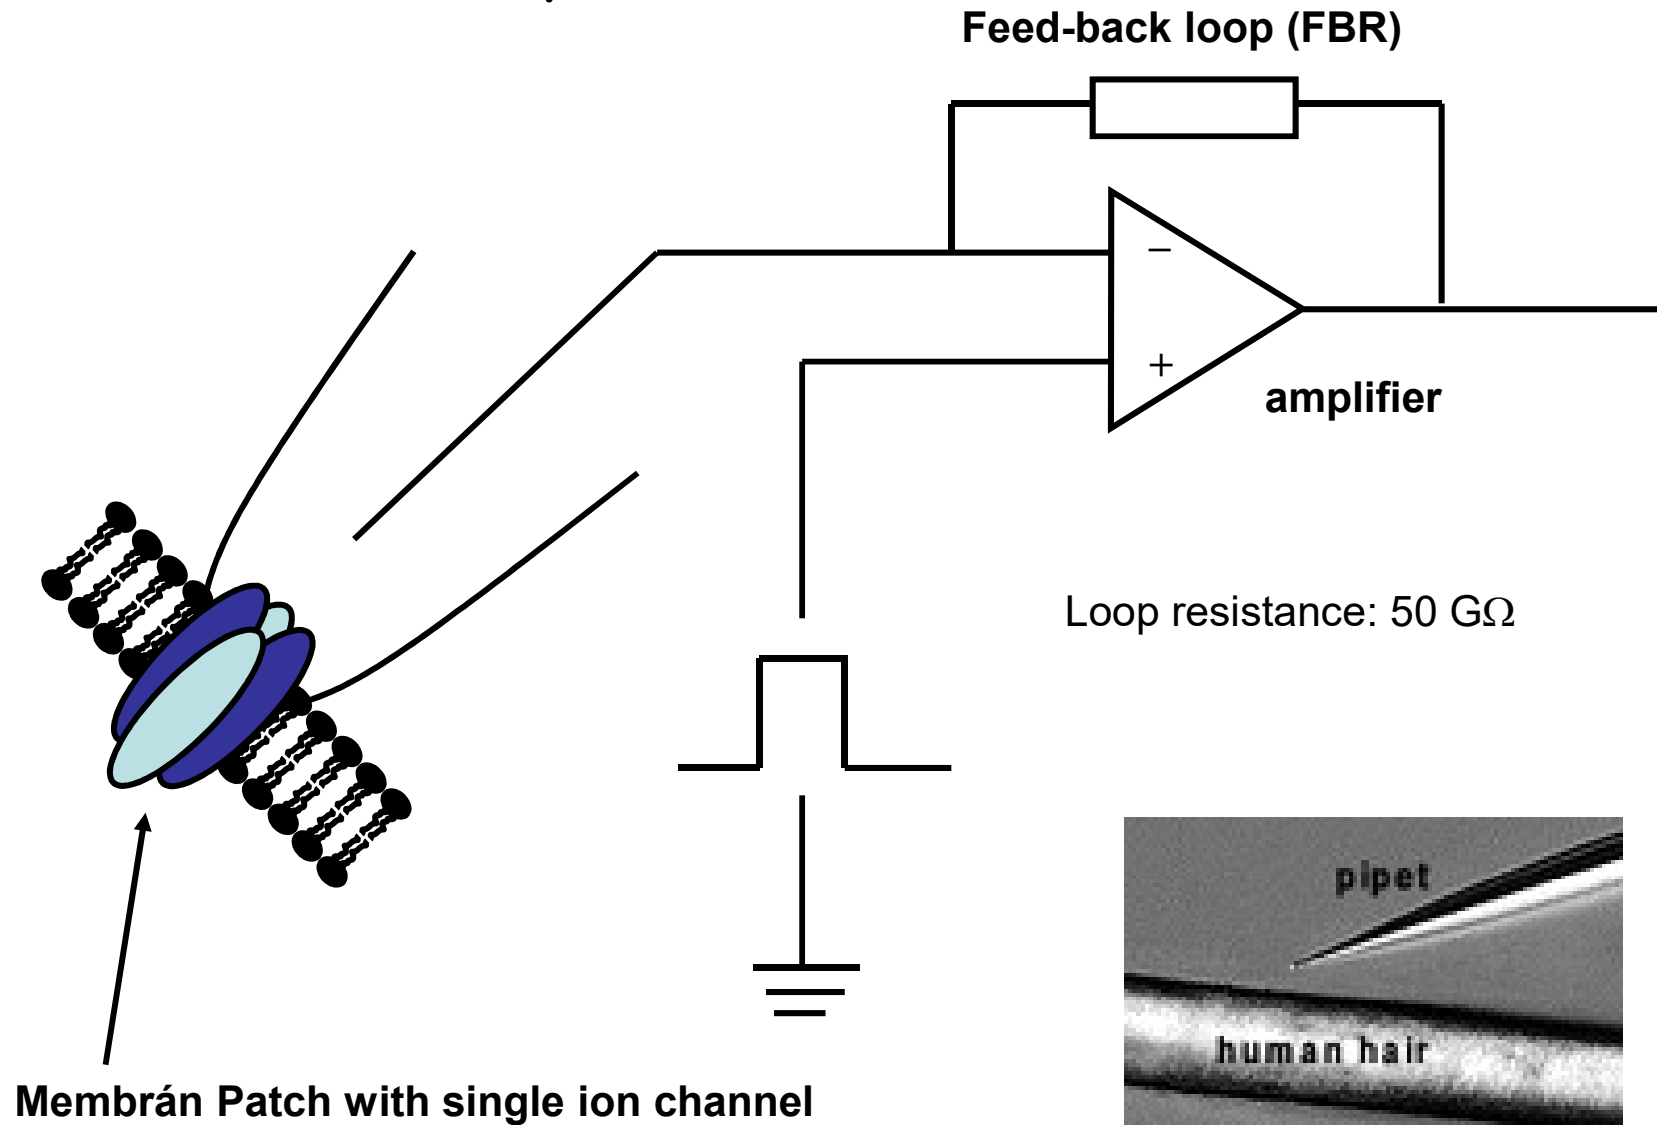 Feed-back loop (FBR)
−
+
amplifier
Loop resistance: 50 GΩ
pipet
human hair
Membrán Patch with single ion channel